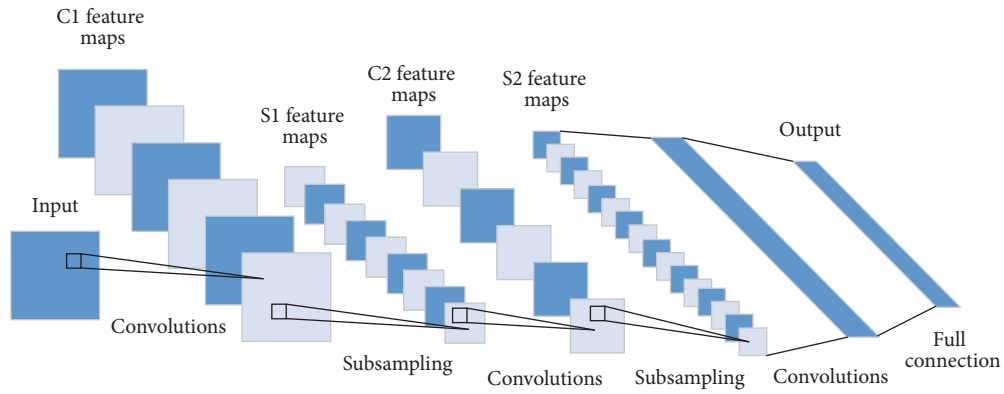 C1 feature
maps
C2 feature
maps
S2 feature
maps
S1 feature
maps
Output
Input
Convolutions
Subsampling
Convolutions
Subsampling
Convolutions
Full
connection